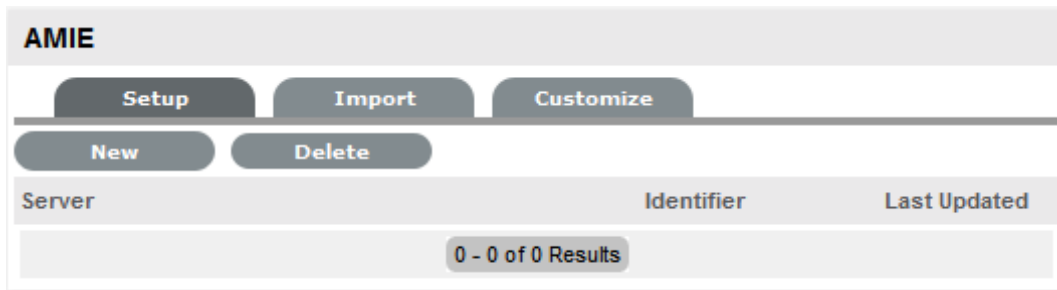 AMIE
Setup Import Customize
New Delete
Server Identifier Last Updated
0 - 0 of 0 Results